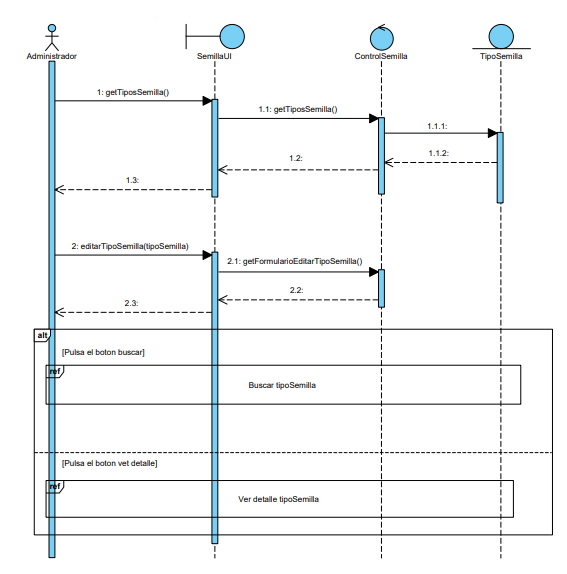 Administrador
SemillaUI
ControlSemilla
TipoSemilla
1: getTiposSemilla()
1.1: getTiposSemilla()
1.1.1:
1.1.2:
1.2:
1.3:
2: editarTipoSemilla(tipoSemilla)
2.1: getFormularioEditarTipoSemilla()
2.2:
2.3:
alt
[Pulsa el boton buscar]
ref
Buscar tipoSemilla
[Pulsa el boton vet detalle]
ref
Ver detalle tipoSemilla